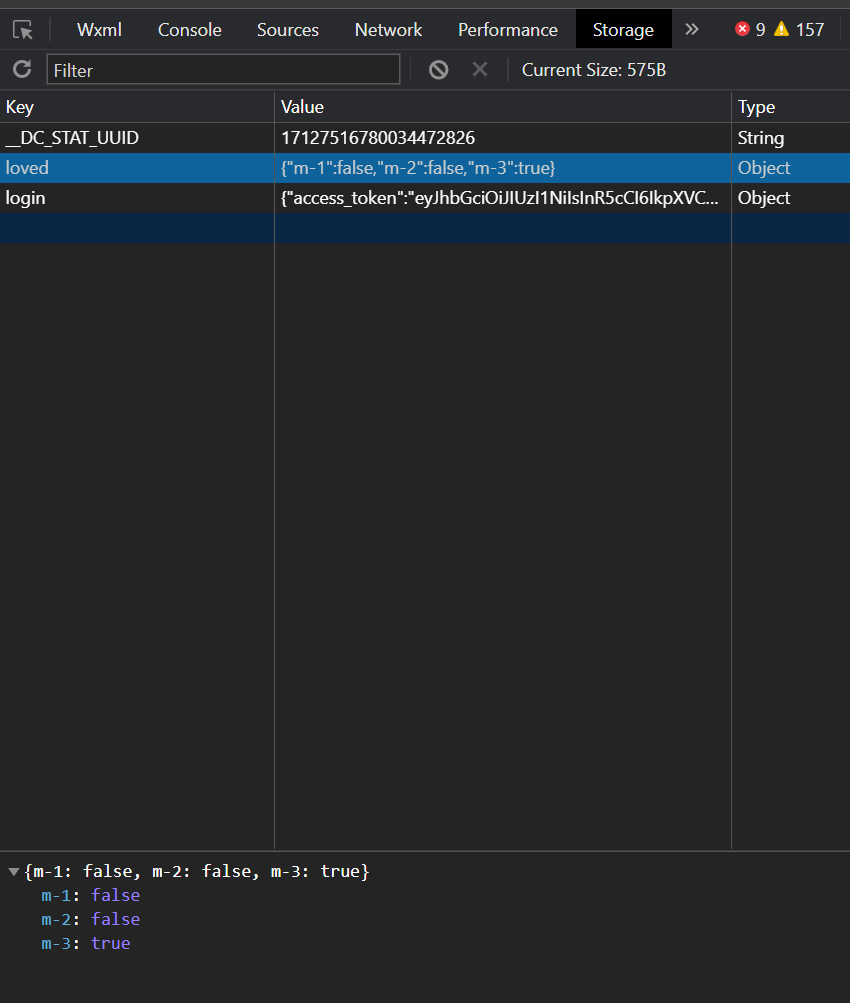 Wxml Console Sources Network Performance Storage 9 157
Filter Current Size: 575B
Key Value Type
__DC_STAT_UUID 17127516780034472826 String
loved {"m-1":false,"m-2":false,"m-3":true} Object
login {"access_token":"eyJhbGciOiJIUzI1NiIsInR5cCI6IkpXVC... Object
{m-1: false, m-2: false, m-3: true}
m-1: false
m-2: false
m-3: true